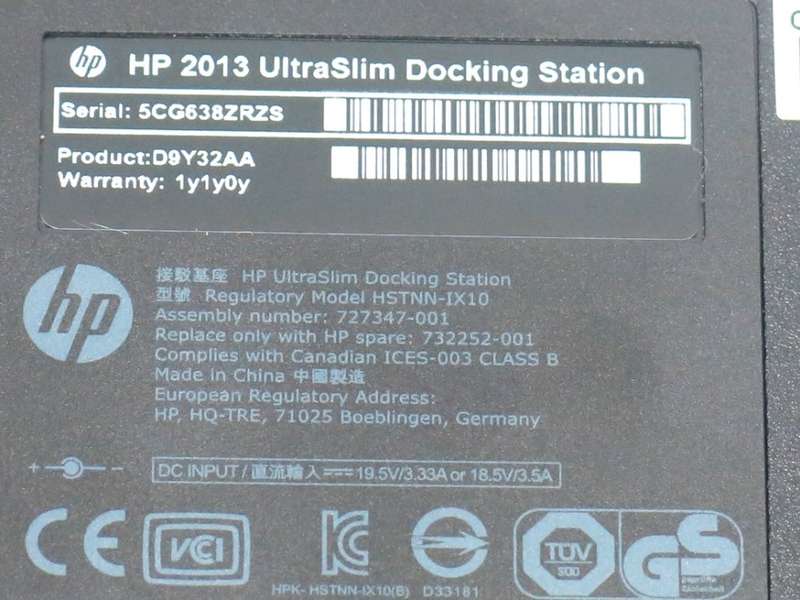 hp HP 2013 UltraSlim Docking Station
Serial: 5CG638ZRZS
Product:D9Y32AA
Warranty: 1y1y0y
hp
接駁基座 HP UltraSlim Docking Station
型號 Regulatory Model HSTNN-IX10
Assembly number: 727347-001
Replace only with HP spare: 732252-001
Complies with Canadian ICES-003 CLASS B
Made in China 中國製造
European Regulatory Address:
HP, HQ-TRE, 71025 Boeblingen, Germany
DC INPUT / 直流輸入 ⎓ 19.5V/3.33A or 18.5V/3.5A
CE VCI KC TÜV SÜD GS
geprüfte
Sicherheit
HPK- HSTNN-IX10(B) D33181